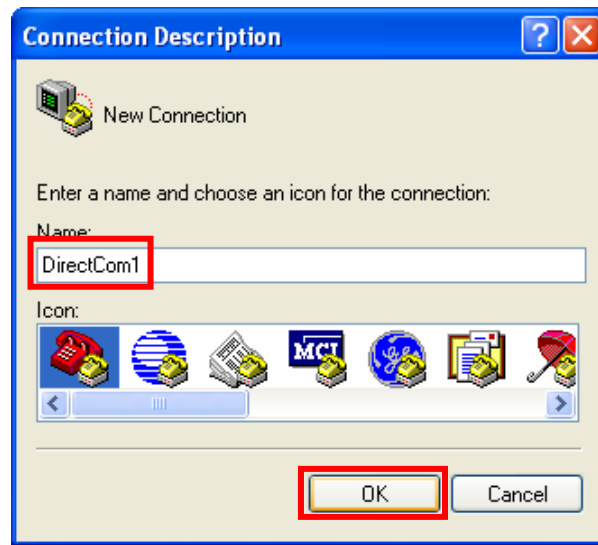 Connection Description
New Connection
Enter a name and choose an icon for the connection:
Name:
DirectCom1
Icon:
MCI
OK Cancel